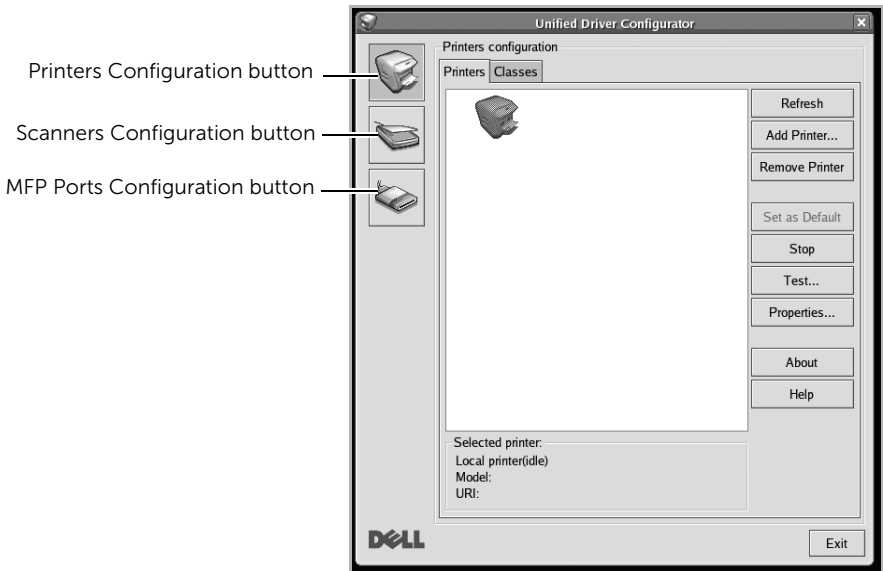 Unified Driver Configurator
Printers Configuration button
Scanners Configuration button
MFP Ports Configuration button
Printers configuration
Printers
Classes
Refresh
Add Printer...
Remove Printer
Set as Default
Stop
Test...
Properties...
About
Help
Selected printer:
Local printer(idle)
Model:
URI:
DELL
Exit